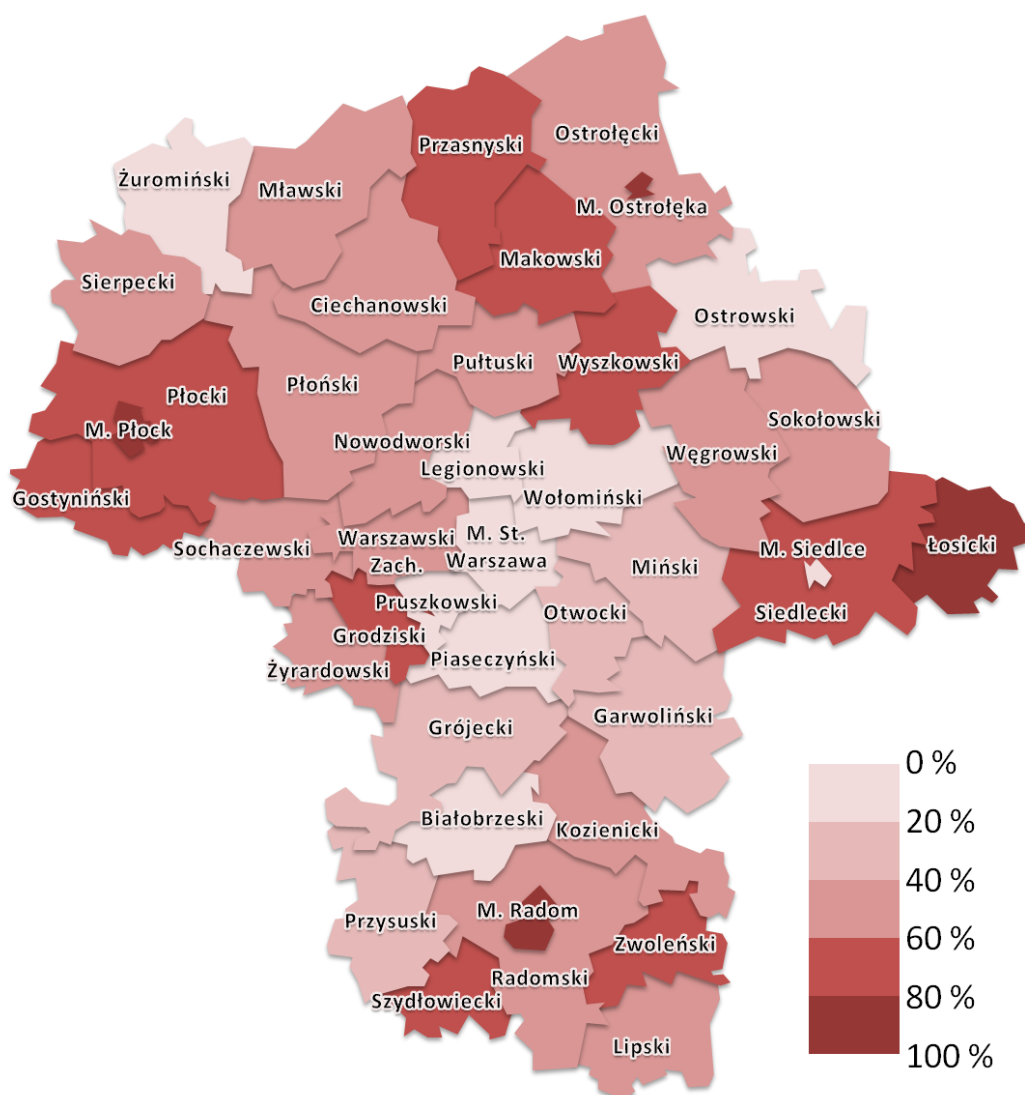 Ostrołęcki
Przasnyski
Żuromiński
Mławski
M. Ostrołęka
Makowski
Sierpecki
Ciechanowski
Ostrowski
Pułtuski
Wyszkowski
Płoński
Płocki
Sokołowski
M. Płock
Nowodworski
Węgrowski
Legionowski
Wołomiński
Gostyniński
Sochaczewski
Warszawski
Zach.
M. St.
Warszawa
M. Siedlce
Łosicki
Miński
Pruszkowski
Otwocki
Siedlecki
Grodziski
Piaseczyński
Żyrardowski
Garwoliński
Grójecki
Białobrzeski
Kozienicki
Przysuski
M. Radom
Zwoleński
Radomski
Szydłowiecki
Lipski
0 %
20 %
40 %
60 %
80 %
100 %